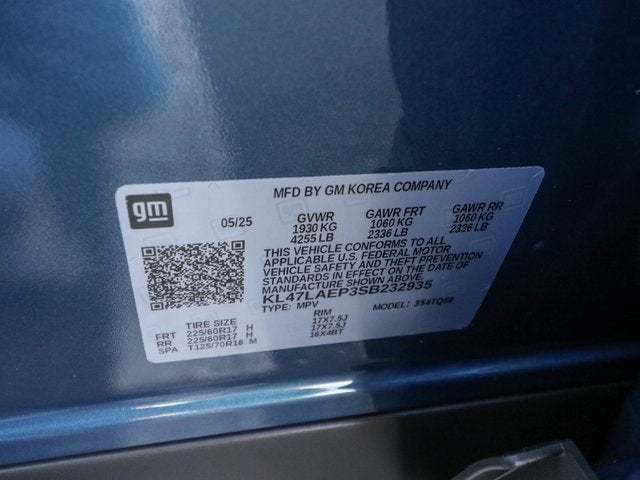 gm
MFD BY GM KOREA COMPANY
05/25 GVWR GAWR FRT GAWR RR
1930 KG 1060 KG 1060 KG
4255 LB 2336 LB 2336 LB
THIS VEHICLE CONFORMS TO ALL
APPLICABLE U.S. FEDERAL MOTOR
VEHICLE SAFETY AND THEFT PREVENTION
STANDARDS IN EFFECT ON THE DATE OF
MANUFACTURE SHOWN ABOVE.
KL47LAEP3SB232935
TYPE: MPV MODEL:
TIRE SIZE RIM
FRT 225/60R17 H 17X7.5J
RR 225/60R17 H 17X7.5J
SPA T125/70R16 M 16X4BT